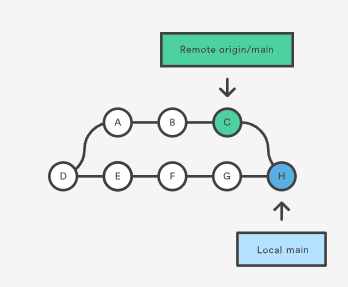 Remote origin/main
A B C
D E F G H
Local main